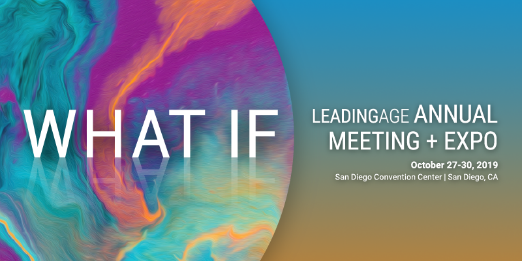 WHAT IF
LEADINGAGE ANNUAL
MEETING + EXPO
October 27-30, 2019
San Diego Convention Center | San Diego, CA